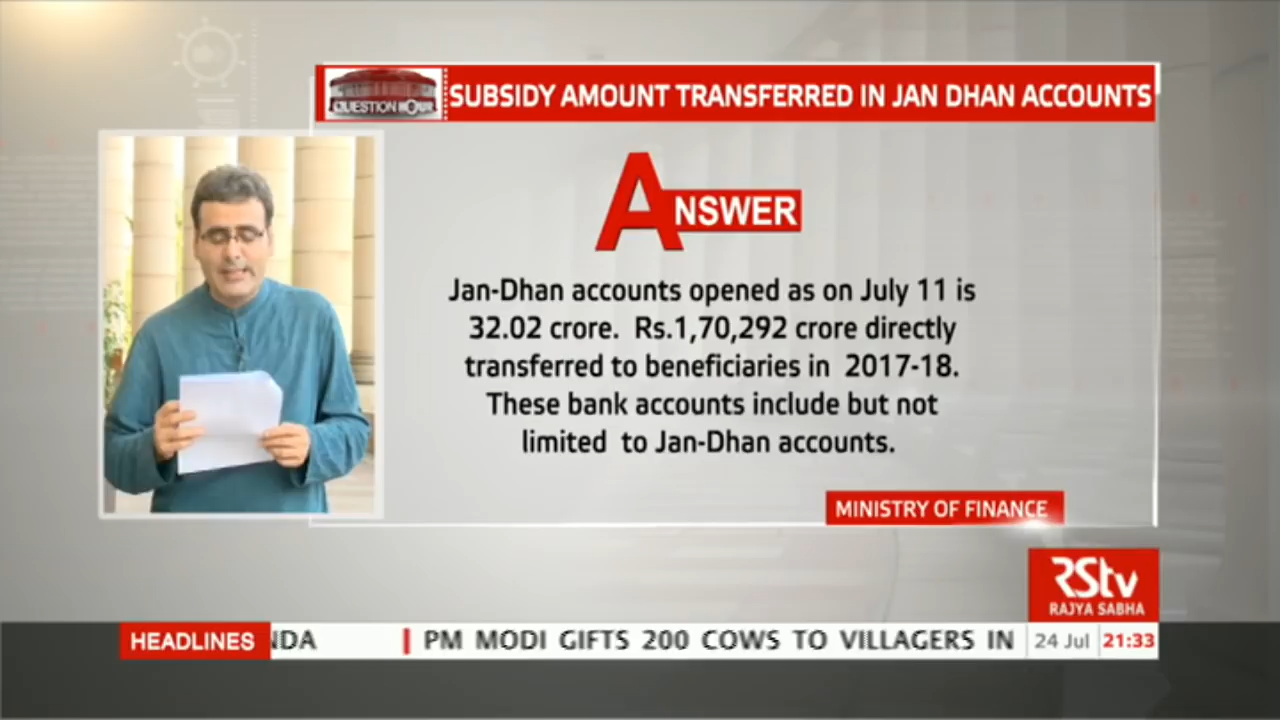 QUESTION HOUR
SUBSIDY AMOUNT TRANSFERRED IN JAN DHAN ACCOUNTS
ANSWER
Jan-Dhan accounts opened as on July 11 is
32.02 crore. Rs.1,70,292 crore directly
transferred to beneficiaries in 2017-18.
These bank accounts include but not
limited to Jan-Dhan accounts.
MINISTRY OF FINANCE
RStv
RAJYA SABHA
HEADLINES NDA | PM MODI GIFTS 200 COWS TO VILLAGERS IN 24 Jul 21:33